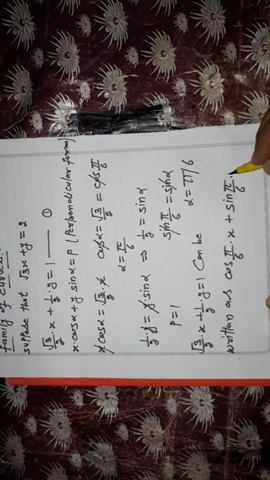 family of curves
suppose that √3x+y=2
√3/2 x + 1/2 y = 1 —— ①
x cosα + y sinα = P (Perpendicular form)
x cosα = √3/2 x cosα = √3/2 = cos π/6
α = π/6
1/2 y = y sinα ⇒ 1/2 = sinα
sin π/6 = sinα
P=1 α = π/6
√3/2 x + 1/2 y = 1 Can be
written as cos π/6 . x + sin π/6 .